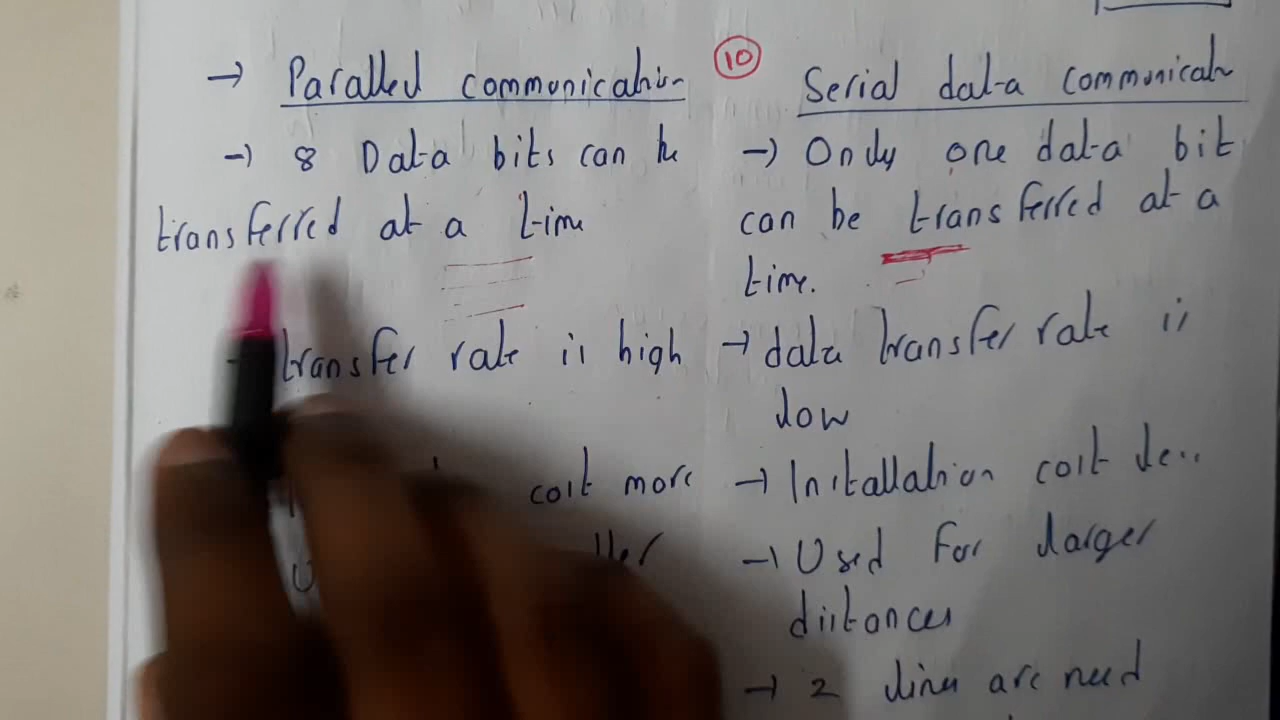 → Parallel communication
→ 8 Data bits can be
transferred at a time
transfer rate is high
cost more
10
Serial data communicatn
→ Only one data bit
can be transferred at a
time.
→ data transfer rate is
low
→ Installation cost
→ Used for larger
distances
→ 2 lines are need